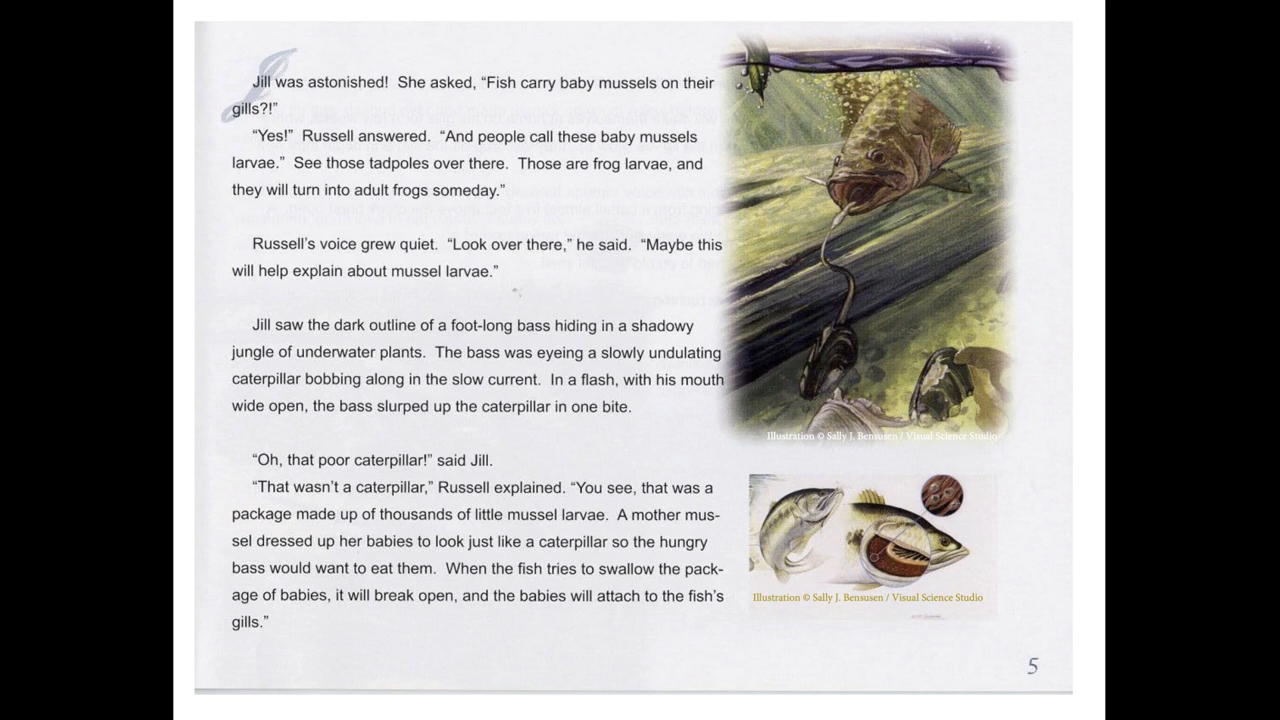 Jill was astonished!  She asked, “Fish carry baby mussels on their
gills?!”
“Yes!”  Russell answered.  “And people call these baby mussels
larvae.”  See those tadpoles over there.  Those are frog larvae, and
they will turn into adult frogs someday.”
Russell’s voice grew quiet.  “Look over there,” he said.  “Maybe this
will help explain about mussel larvae.”
Jill saw the dark outline of a foot-long bass hiding in a shadowy
jungle of underwater plants.  The bass was eyeing a slowly undulating
caterpillar bobbing along in the slow current.  In a flash, with his mouth
wide open, the bass slurped up the caterpillar in one bite.
“Oh, that poor caterpillar!” said Jill.
“That wasn’t a caterpillar,” Russell explained. “You see, that was a
package made up of thousands of little mussel larvae.  A mother mus-
sel dressed up her babies to look just like a caterpillar so the hungry
bass would want to eat them.  When the fish tries to swallow the pack-
age of babies, it will break open, and the babies will attach to the fish’s
gills.”
Illustration © Sally J. Bensusen / Visual Science Studio
Illustration © Sally J. Bensusen / Visual Science Studio
5